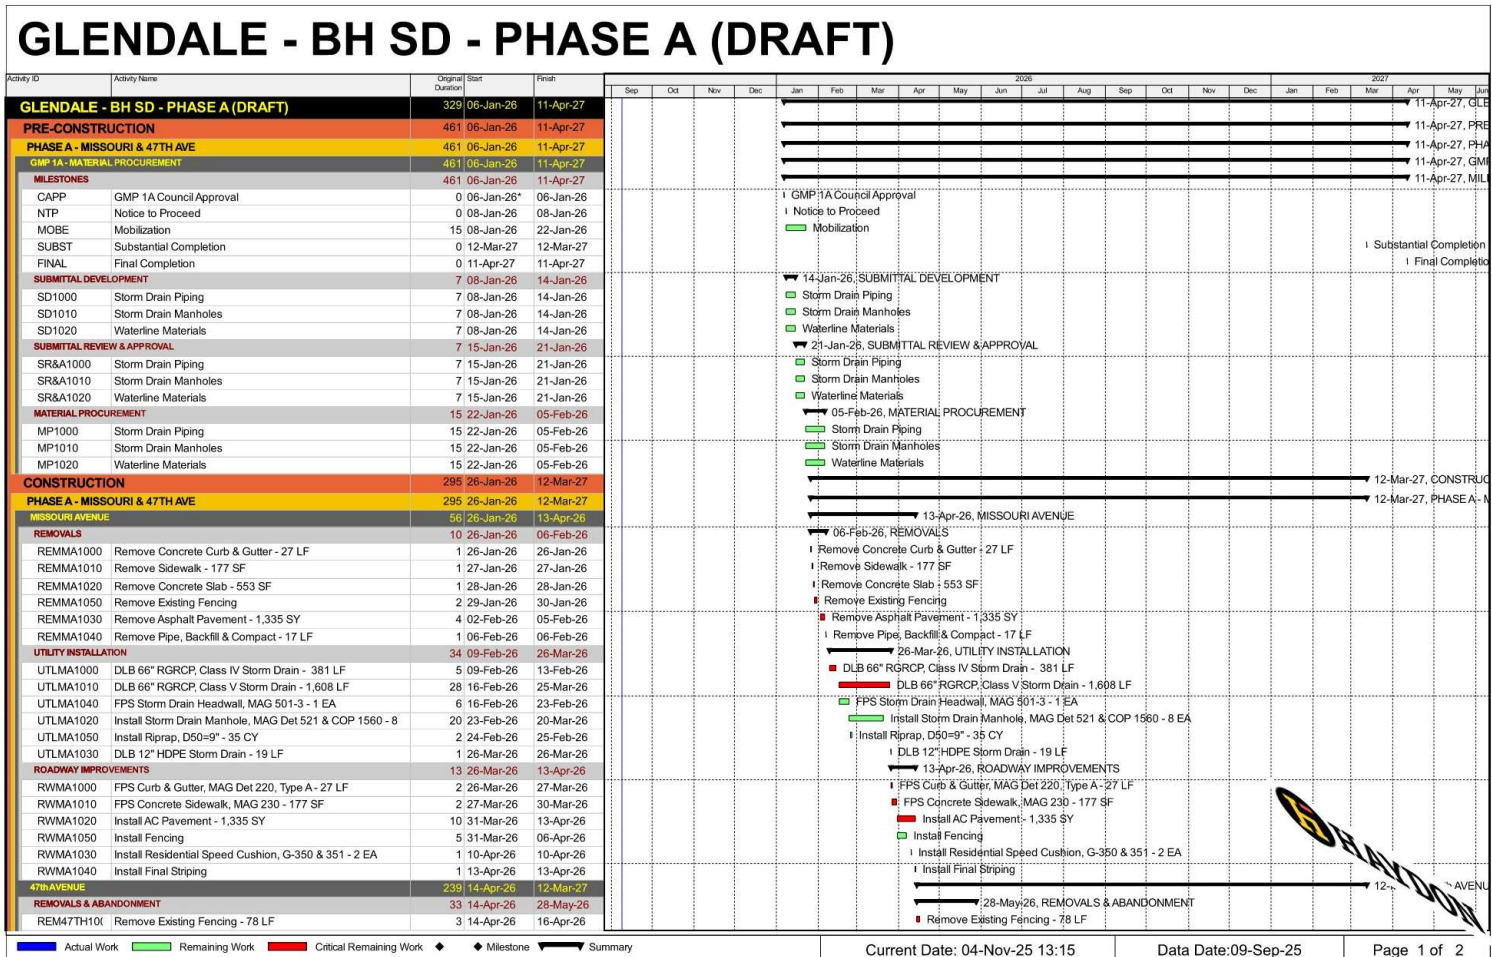 GLENDALE - BH SD - PHASE A (DRAFT)
Activity ID Activity Name Original Duration Start Finish 2026 2027
Sep Oct Nov Dec Jan Feb Mar Apr May Jun Jul Aug Sep Oct Nov Dec Jan Feb Mar Apr May Jun
GLENDALE - BH SD - PHASE A (DRAFT) 329 06-Jan-26 11-Apr-27 11-Apr-27, GLE
PRE-CONSTRUCTION 461 06-Jan-26 11-Apr-27 11-Apr-27, PRE
PHASE A - MISSOURI & 47TH AVE 461 06-Jan-26 11-Apr-27 11-Apr-27, PHA
GMP 1A - MATERIAL PROCUREMENT 461 06-Jan-26 11-Apr-27 11-Apr-27, GMP
MILESTONES 461 06-Jan-26 11-Apr-27 11-Apr-27, MIL
CAPP GMP 1A Council Approval 0 06-Jan-26* 06-Jan-26 GMP 1A Council Approval
NTP Notice to Proceed 0 08-Jan-26 08-Jan-26 Notice to Proceed
MOBE Mobilization 15 08-Jan-26 22-Jan-26 Mobilization
SUBST Substantial Completion 0 12-Mar-27 12-Mar-27 Substantial Completion
FINAL Final Completion 0 11-Apr-27 11-Apr-27 Final Completio
SUBMITTAL DEVELOPMENT 7 08-Jan-26 14-Jan-26 14-Jan-26, SUBMITTAL DEVELOPMENT
SD1000 Storm Drain Piping 7 08-Jan-26 14-Jan-26 Storm Drain Piping
SD1010 Storm Drain Manholes 7 08-Jan-26 14-Jan-26 Storm Drain Manholes
SD1020 Waterline Materials 7 08-Jan-26 14-Jan-26 Waterline Materials
SUBMITTAL REVIEW & APPROVAL 7 15-Jan-26 21-Jan-26 21-Jan-26, SUBMITTAL REVIEW & APPROVAL
SR&A1000 Storm Drain Piping 7 15-Jan-26 21-Jan-26 Storm Drain Piping
SR&A1010 Storm Drain Manholes 7 15-Jan-26 21-Jan-26 Storm Drain Manholes
SR&A1020 Waterline Materials 7 15-Jan-26 21-Jan-26 Waterline Materials
MATERIAL PROCUREMENT 15 22-Jan-26 05-Feb-26 05-Feb-26, MATERIAL PROCUREMENT
MP1000 Storm Drain Piping 15 22-Jan-26 05-Feb-26 Storm Drain Piping
MP1010 Storm Drain Manholes 15 22-Jan-26 05-Feb-26 Storm Drain Manholes
MP1020 Waterline Materials 15 22-Jan-26 05-Feb-26 Waterline Materials
CONSTRUCTION 295 26-Jan-26 12-Mar-27 12-Mar-27, CONSTRUC
PHASE A - MISSOURI & 47TH AVE 295 26-Jan-26 12-Mar-27 12-Mar-27, PHASE A - M
MISSOURI AVENUE 56 26-Jan-26 13-Apr-26 13-Apr-26, MISSOURI AVENUE
REMOVALS 10 26-Jan-26 06-Feb-26 06-Feb-26, REMOVALS
REMMA1000 Remove Concrete Curb & Gutter - 27 LF 1 26-Jan-26 26-Jan-26 Remove Concrete Curb & Gutter - 27 LF
REMMA1010 Remove Sidewalk - 177 SF 1 27-Jan-26 27-Jan-26 Remove Sidewalk - 177 SF
REMMA1020 Remove Concrete Slab - 553 SF 1 28-Jan-26 28-Jan-26 Remove Concrete Slab - 553 SF
REMMA1050 Remove Existing Fencing 2 29-Jan-26 30-Jan-26 Remove Existing Fencing
REMMA1030 Remove Asphalt Pavement - 1,335 SY 4 02-Feb-26 05-Feb-26 Remove Asphalt Pavement - 1,335 SY
REMMA1040 Remove Pipe, Backfill & Compact - 17 LF 1 06-Feb-26 06-Feb-26 Remove Pipe, Backfill & Compact - 17 LF
UTILITY INSTALLATION 34 09-Feb-26 26-Mar-26 26-Mar-26, UTILITY INSTALLATION
UTLMA1000 DLB 66" RGRCP, Class IV Storm Drain - 381 LF 5 09-Feb-26 13-Feb-26 DLB 66" RGRCP, Class IV Storm Drain - 381 LF
UTLMA1010 DLB 66" RGRCP, Class V Storm Drain - 1,608 LF 28 16-Feb-26 25-Mar-26 DLB 66" RGRCP, Class V Storm Drain - 1,608 LF
UTLMA1040 FPS Storm Drain Headwall, MAG 501-3 - 1 EA 6 16-Feb-26 23-Feb-26 FPS Storm Drain Headwall, MAG 501-3 - 1 EA
UTLMA1020 Install Storm Drain Manhole, MAG Det 521 & COP 1560 - 8 20 23-Feb-26 20-Mar-26 Install Storm Drain Manhole, MAG Det 521 & COP 1560 - 8 EA
UTLMA1050 Install Riprap, D50=9" - 35 CY 2 24-Feb-26 25-Feb-26 Install Riprap, D50=9" - 35 CY
UTLMA1030 DLB 12" HDPE Storm Drain - 19 LF 1 26-Mar-26 26-Mar-26 DLB 12" HDPE Storm Drain - 19 LF
ROADWAY IMPROVEMENTS 13 26-Mar-26 13-Apr-26 13-Apr-26, ROADWAY IMPROVEMENTS
RWMA1000 FPS Curb & Gutter, MAG Det 220, Type A - 27 LF 2 26-Mar-26 27-Mar-26 FPS Curb & Gutter, MAG Det 220, Type A - 27 LF
RWMA1010 FPS Concrete Sidewalk, MAG 230 - 177 SF 2 27-Mar-26 30-Mar-26 FPS Concrete Sidewalk, MAG 230 - 177 SF
RWMA1020 Install AC Pavement - 1,335 SY 10 31-Mar-26 13-Apr-26 Install AC Pavement - 1,335 SY
RWMA1050 Install Fencing 5 31-Mar-26 06-Apr-26 Install Fencing
RWMA1030 Install Residential Speed Cushion, G-350 & 351 - 2 EA 1 10-Apr-26 10-Apr-26 Install Residential Speed Cushion, G-350 & 351 - 2 EA
RWMA1040 Install Final Striping 1 13-Apr-26 13-Apr-26 Install Final Striping
47th AVENUE 239 14-Apr-26 12-Mar-27 12- AVENU
REMOVALS & ABANDONMENT 33 14-Apr-26 28-May-26 28-May-26, REMOVALS & ABANDONMENT
REM47TH10 Remove Existing Fencing - 78 LF 3 14-Apr-26 16-Apr-26 Remove Existing Fencing - 78 LF
HAYDON
Actual Work Remaining Work Critical Remaining Work Milestone Summary Current Date: 04-Nov-25 13:15 Data Date:09-Sep-25 Page 1 of 2